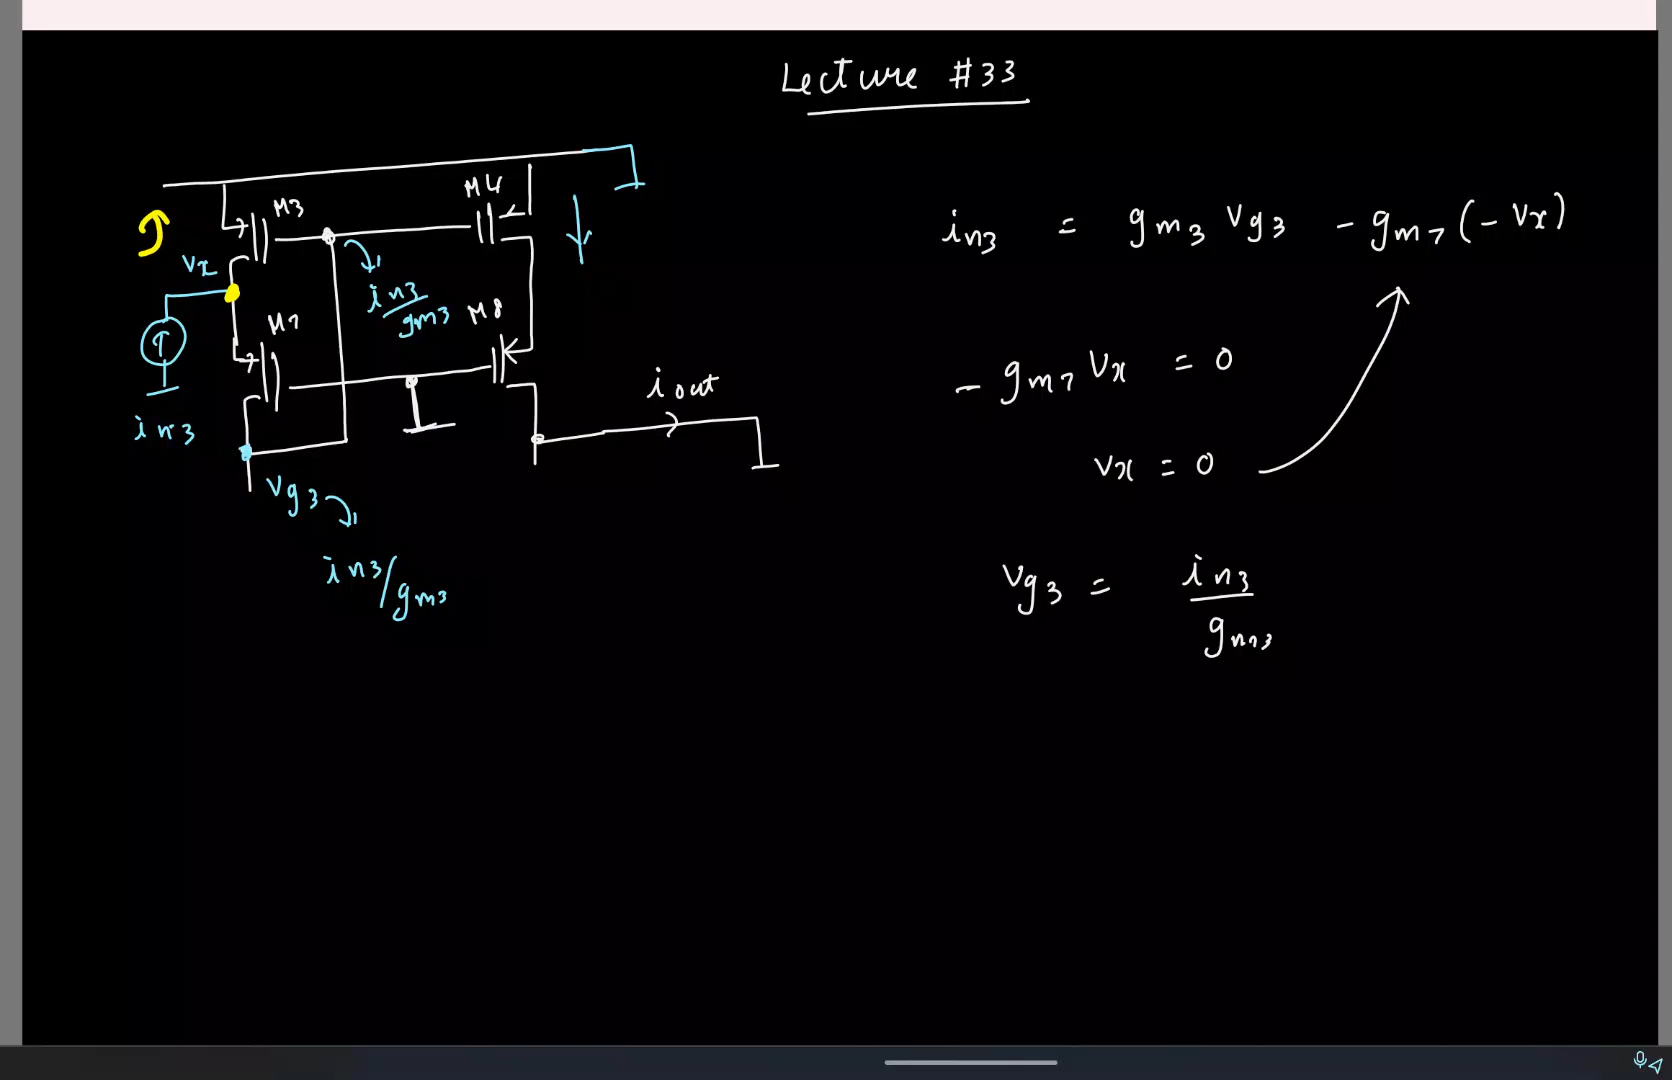 Lecture #33
M3
M4
vx
in3/gm3
M7
M8
in3
iout
vg3
in3/gm3
in3 = gm3 vg3 - gm7 (-vx)
- gm7 vx = 0
vx = 0
vg3 = in3/gm3